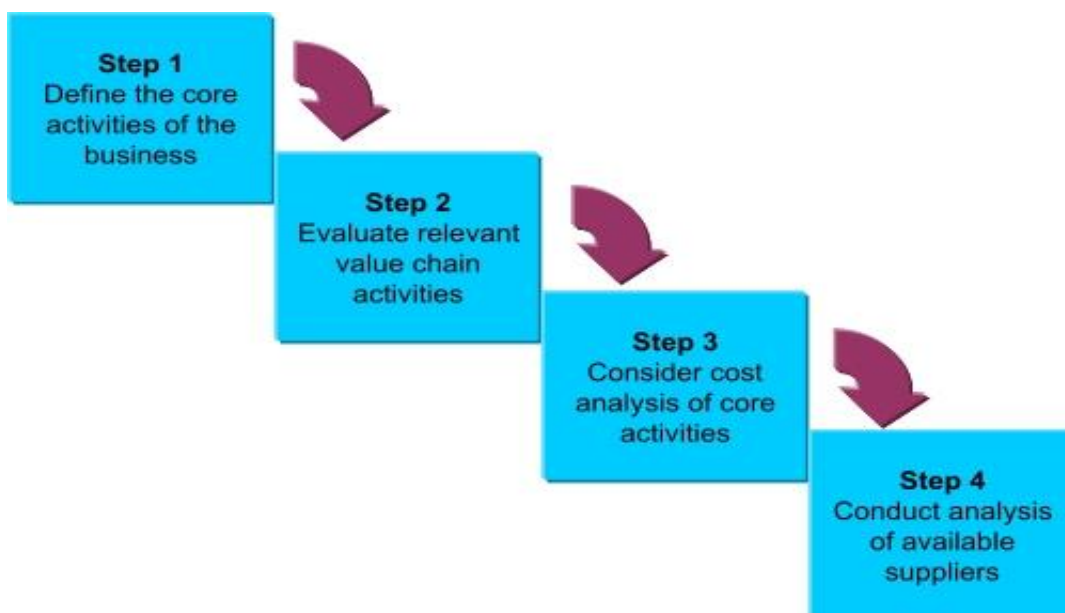 Step 1
Define the core
activities of the
business
Step 2
Evaluate relevant
value chain
activities
Step 3
Consider cost
analysis of core
activities
Step 4
Conduct analysis
of available
suppliers